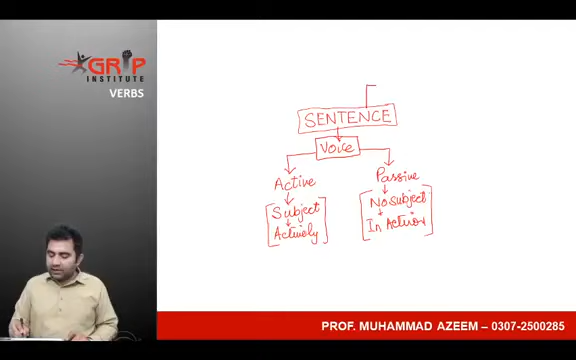 GRIP
INSTITUTE
VERBS
SENTENCE
Voice
Active
Passive
Subject
Actively
No Subject
In Action
PROF. MUHAMMAD AZEEM – 0307-2500285